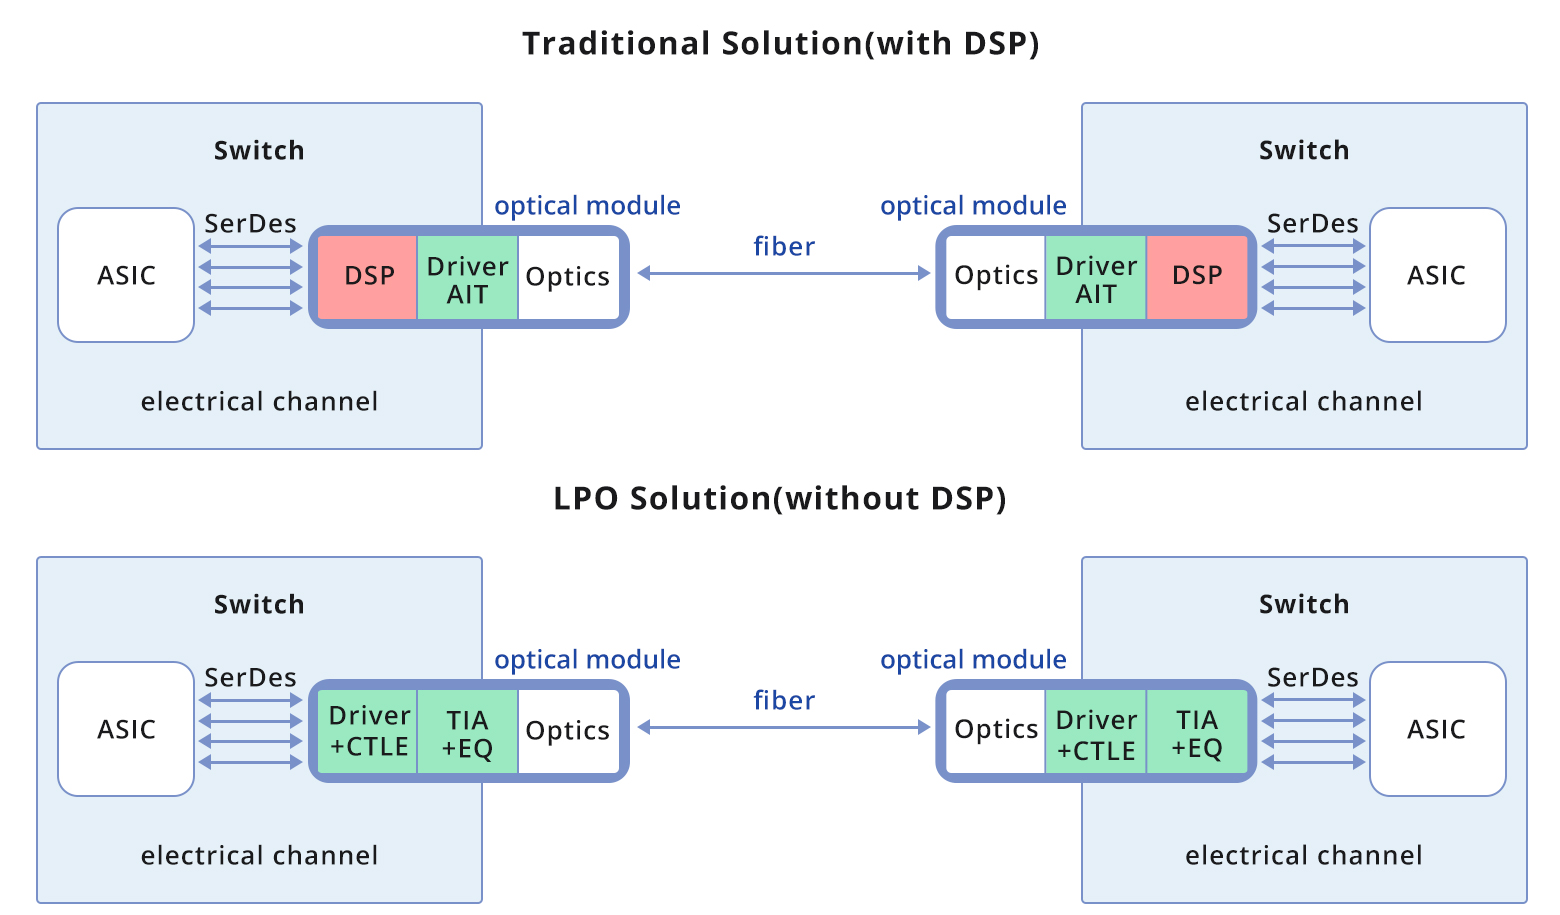 Traditional Solution(with DSP)
Switch
Switch
optical module
optical module
SerDes
SerDes
fiber
ASIC
DSP
Driver
AIT
Optics
Optics
Driver
AIT
DSP
ASIC
electrical channel
electrical channel
LPO Solution(without DSP)
Switch
Switch
optical module
optical module
SerDes
SerDes
fiber
ASIC
Driver
+CTLE
TIA
+EQ
Optics
Optics
Driver
+CTLE
TIA
+EQ
ASIC
electrical channel
electrical channel